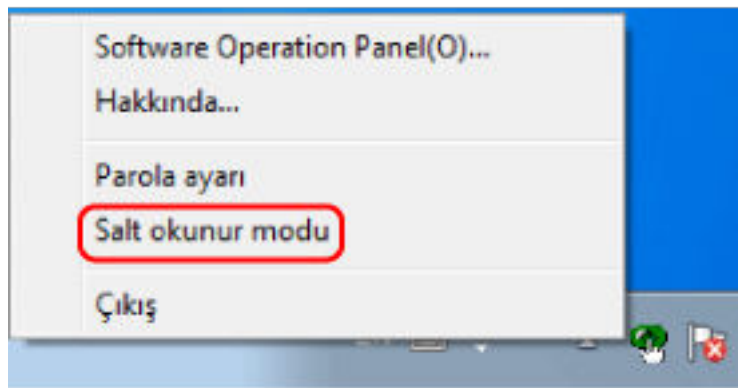 Software Operation Panel(O)...
Hakkında...
Parola ayarı
Salt okunur modu
Çıkış